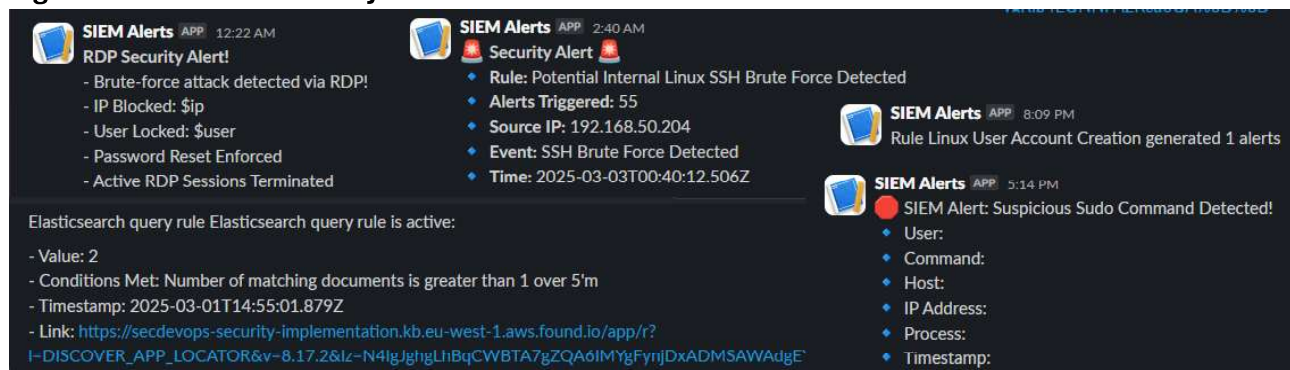 SIEM Alerts APP 12:22 AM
RDP Security Alert!
- Brute-force attack detected via RDP!
- IP Blocked: $ip
- User Locked: $user
- Password Reset Enforced
- Active RDP Sessions Terminated
SIEM Alerts APP 2:40 AM
🚨 Security Alert 🚨
🔹 Rule: Potential Internal Linux SSH Brute Force Detected
🔹 Alerts Triggered: 55
🔹 Source IP: 192.168.50.204
🔹 Event: SSH Brute Force Detected
🔹 Time: 2025-03-03T00:40:12.506Z
SIEM Alerts APP 8:09 PM
Rule Linux User Account Creation generated 1 alerts
Elasticsearch query rule Elasticsearch query rule is active:
- Value: 2
- Conditions Met: Number of matching documents is greater than 1 over 5'm
- Timestamp: 2025-03-01T14:55:01.879Z
- Link: https://secdevops-security-implementation.kb.eu-west-1.aws.found.io/app/r?
SIEM Alerts APP 5:14 PM
🛑 SIEM Alert: Suspicious Sudo Command Detected!
🔹 User:
🔹 Command:
🔹 Host:
🔹 IP Address:
🔹 Process:
🔹 Timestamp: